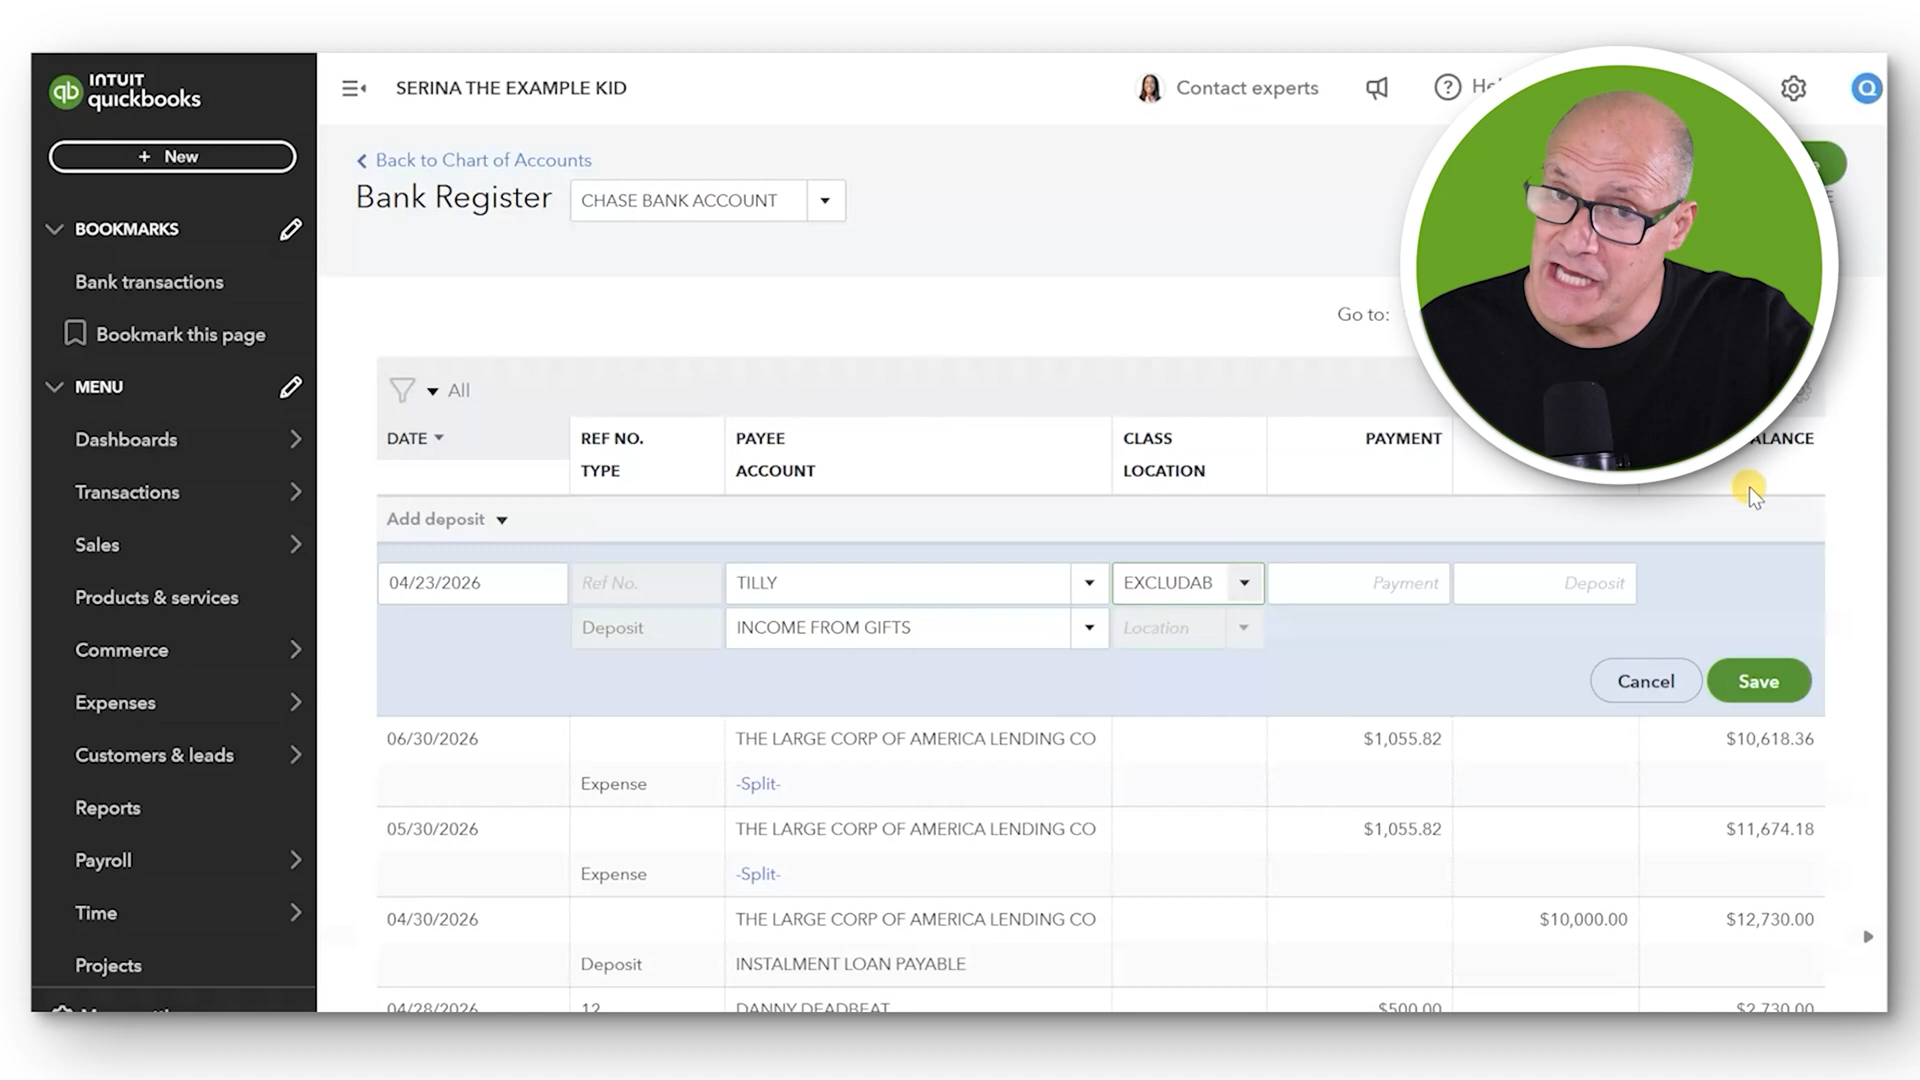 INTUIT
quickbooks
SERINA THE EXAMPLE KID
Contact experts
+ New
Back to Chart of Accounts
Bank Register
CHASE BANK ACCOUNT
BOOKMARKS
Bank transactions
Bookmark this page
MENU
Dashboards
Transactions
Sales
Products & services
Commerce
Expenses
Customers & leads
Reports
Payroll
Time
Projects
Go to:
All
DATE REF NO. PAYEE CLASS PAYMENT
TYPE ACCOUNT LOCATION
Add deposit
04/23/2026 Ref No. TILLY EXCLUDAB Payment Deposit
Deposit INCOME FROM GIFTS Location
Cancel Save
06/30/2026 THE LARGE CORP OF AMERICA LENDING CO $1,055.82 $10,618.36
Expense -Split-
05/30/2026 THE LARGE CORP OF AMERICA LENDING CO $1,055.82 $11,674.18
Expense -Split-
04/30/2026 THE LARGE CORP OF AMERICA LENDING CO $10,000.00 $12,730.00
Deposit INSTALMENT LOAN PAYABLE
04/28/2026 12 DANNY DEADBEAT $500.00 $2,730.00